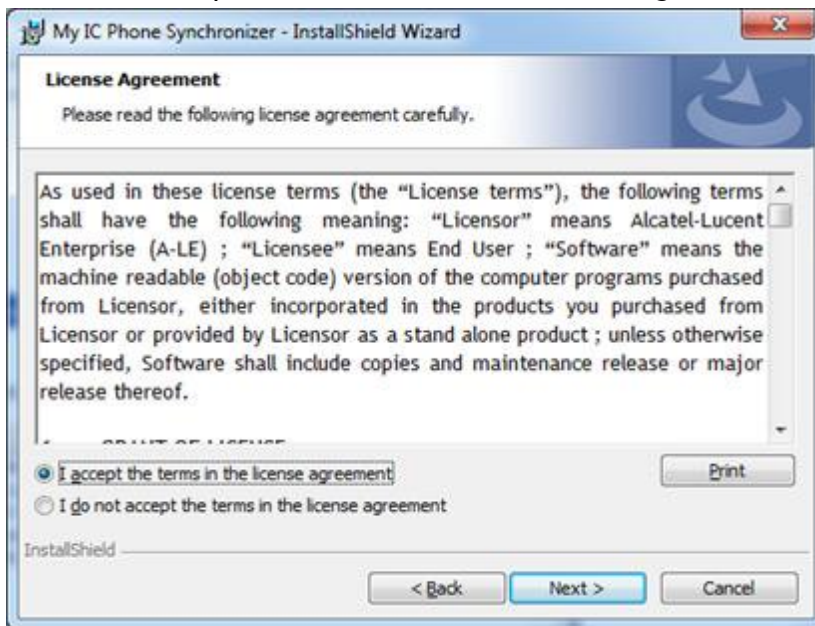 My IC Phone Synchronizer - InstallShield Wizard
License Agreement
Please read the following license agreement carefully.
As used in these license terms (the “License terms”), the following terms
shall have the following meaning: “Licensor” means Alcatel-Lucent
Enterprise (A-LE) ; “Licensee” means End User ; “Software” means the
machine readable (object code) version of the computer programs purchased
from Licensor, either incorporated in the products you purchased from
Licensor or provided by Licensor as a stand alone product ; unless otherwise
specified, Software shall include copies and maintenance release or major
release thereof.
I accept the terms in the license agreement
Print
I do not accept the terms in the license agreement
InstallShield
< Back
Next >
Cancel